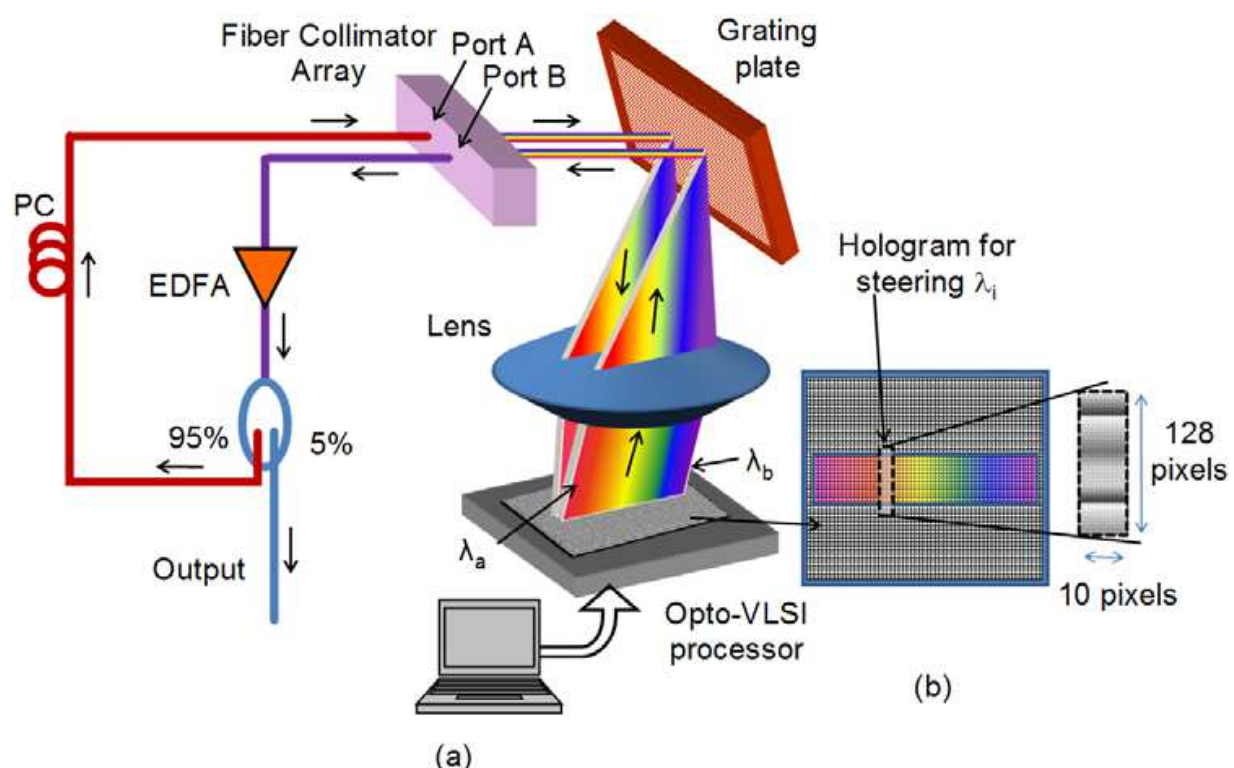 Fiber Collimator
Array
Port A
Port B
Grating
plate
PC
EDFA
Lens
Hologram for
steering λi
95%
5%
λb
128
pixels
λa
Output
10 pixels
Opto-VLSI
processor
(b)
(a)